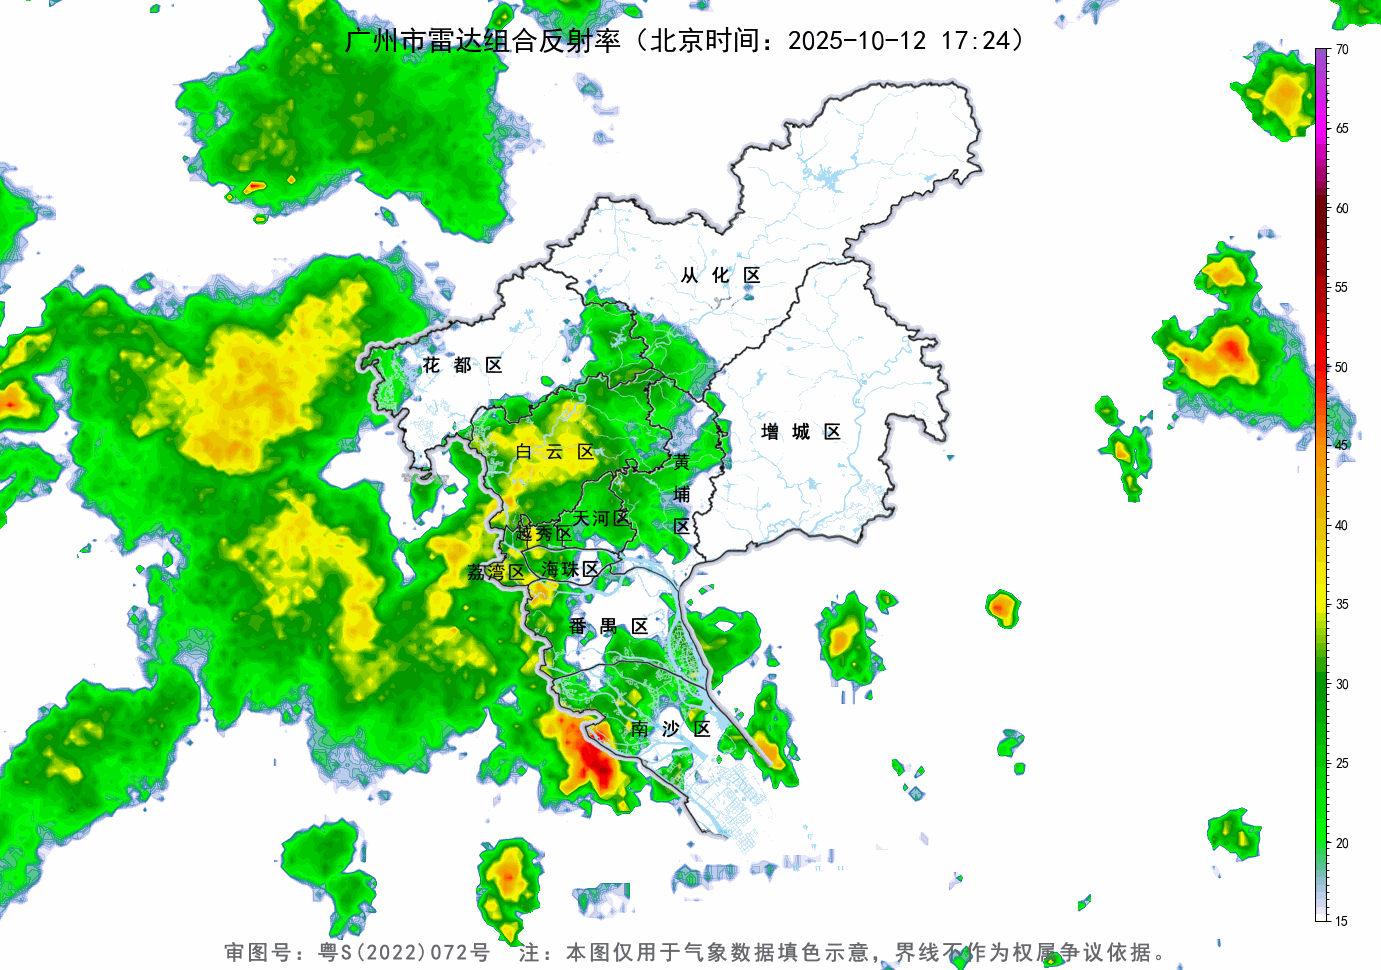 广州市雷达组合反射率（北京时间：2025-10-12 17:24）
70
65
60
55
50
45
40
35
30
25
20
15
从化区
花都区
增城区
白云区
黄埔区
天河区
越秀区
海珠区
荔湾区
番禺区
南沙区
审图号：粤S(2022)072号 注：本图仅用于气象数据填色示意，界线不作为权属争议依据。